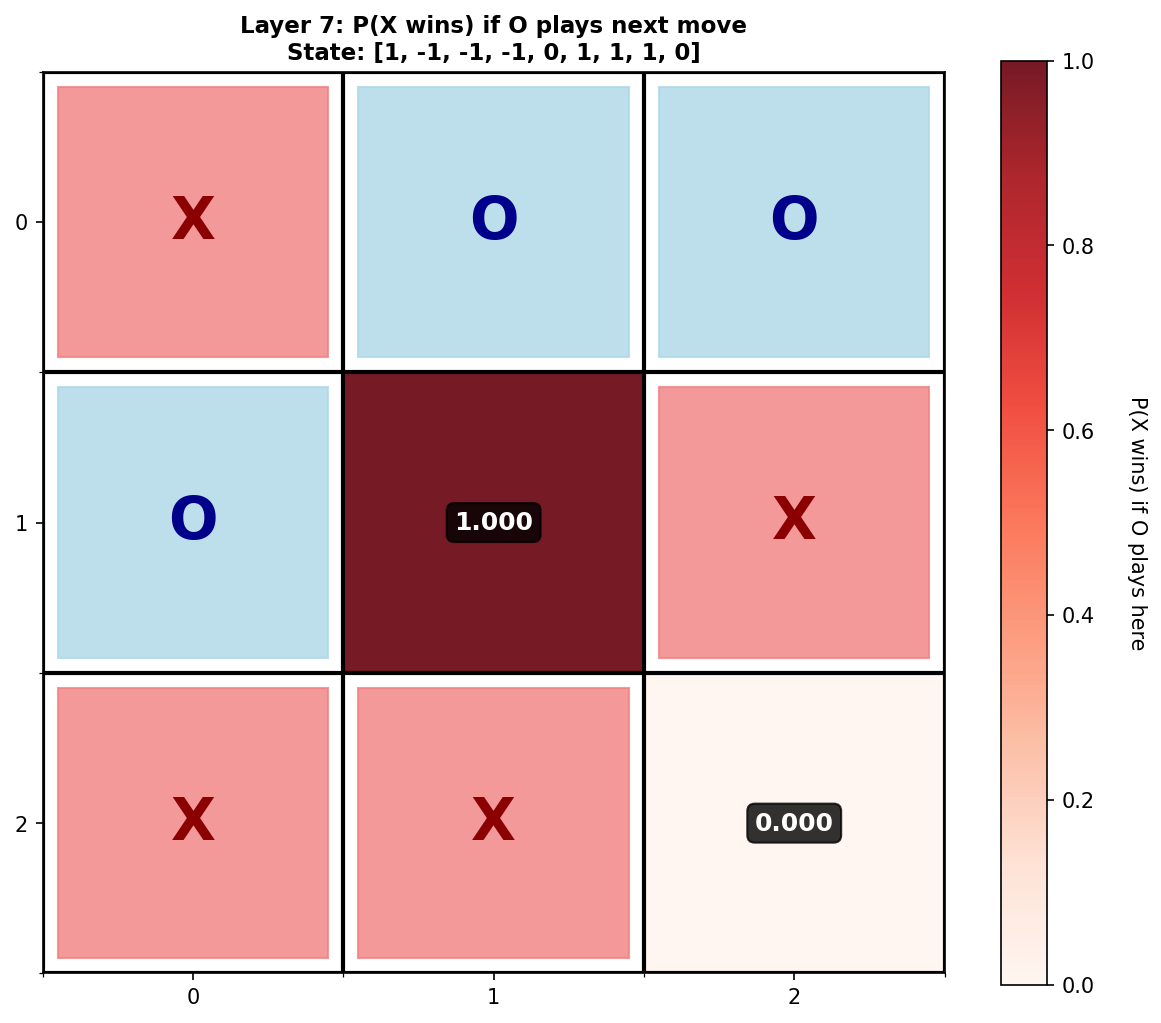 Layer 7: P(X wins) if O plays next move
State: [1, -1, -1, -1, 0, 1, 1, 1, 0]
0
X
O
O
1
O
1.000
X
2
X
X
0.000
0
1
2
1.0
0.8
0.6
0.4
0.2
0.0
P(X wins) if O plays here